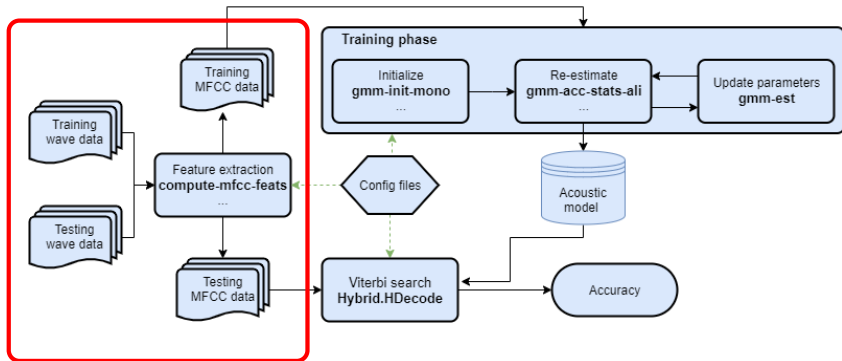 Training
MFCC data
Training phase
Initialize
gmm-init-mono
...
Re-estimate
gmm-acc-stats-ali
...
Update parameters
gmm-est
Training
wave data
Feature extraction
compute-mfcc-feats
...
Config files
Acoustic
model
Testing
wave data
Testing
MFCC data
Viterbi search
Hybrid.HDecode
Accuracy